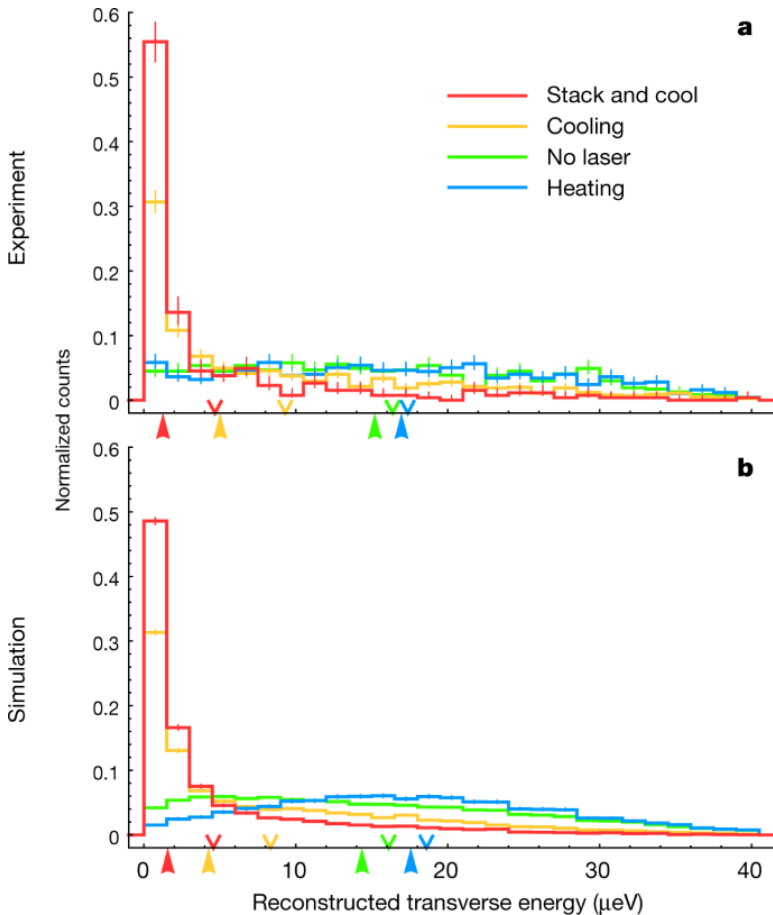 0.6
a
0.5
Stack and cool
Cooling
0.4
No laser
Heating
Experiment
0.3
0.2
0.1
0
Normalized counts
0.6
b
0.5
0.4
Simulation
0.3
0.2
0.1
0
0 10 20 30 40
Reconstructed transverse energy (μeV)